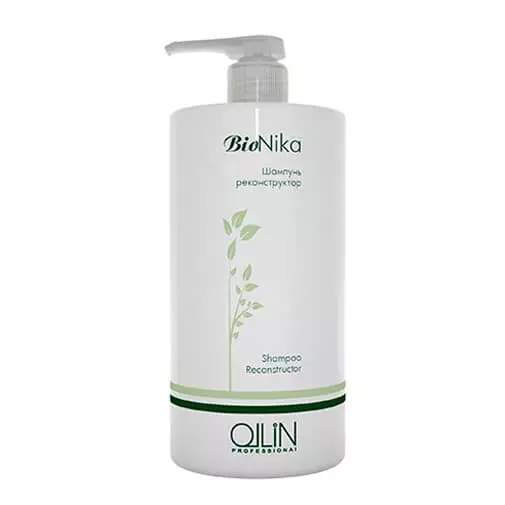 BioNika
Шампунь
реконструктор
Shampoo
Reconstructor
OLLIN
PROFESSIONAL